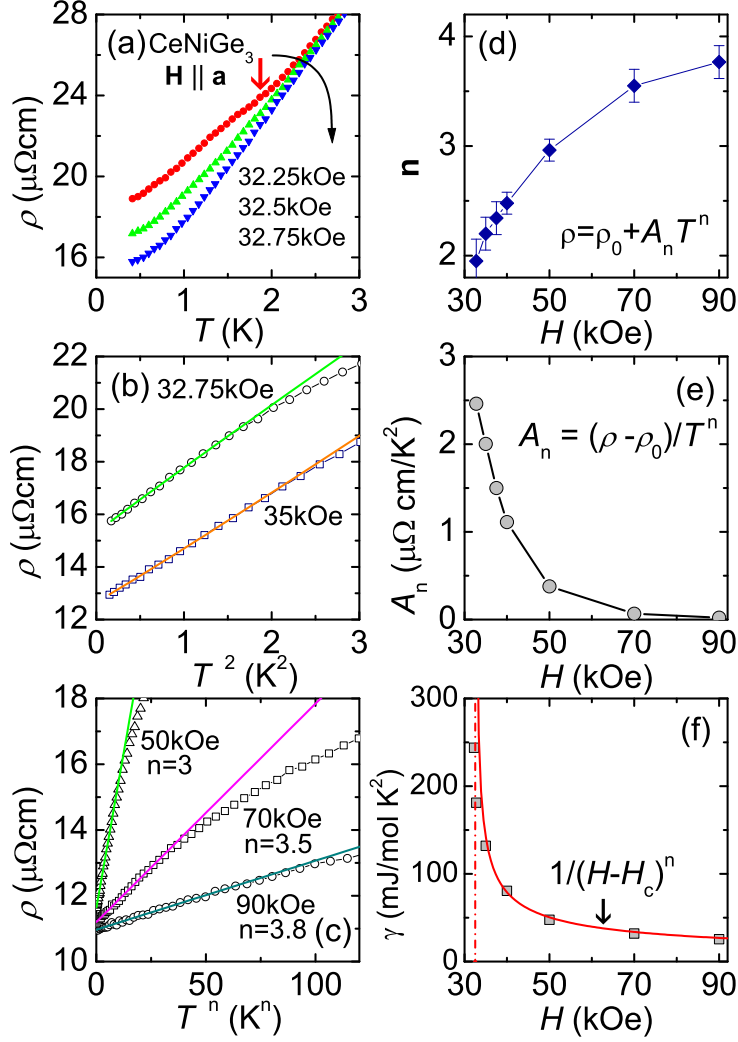 (a) CeNiGe3
H || a
32.25kOe
32.5kOe
32.75kOe
ρ (μΩcm)
28
24
20
16
0 1 2 3
T (K)
(b) 32.75kOe
35kOe
ρ (μΩcm)
22
20
18
16
14
12
0 1 2 3
T 2 (K2)
50kOe
n=3
70kOe
n=3.5
90kOe
n=3.8 (c)
ρ (μΩcm)
18
16
14
12
10
0 50 100
T n (Kn)
(d)
ρ=ρ0+AnTn
n
4
3
2
30 40 50 60 70 80 90
H (kOe)
(e)
An = (ρ -ρ0)/Tn
An (μΩ cm/K2)
3
2
1
0
30 40 50 60 70 80 90
H (kOe)
(f)
1/(H-Hc)n
γ (mJ/mol K2)
300
200
100
0
30 40 50 60 70 80 90
H (kOe)